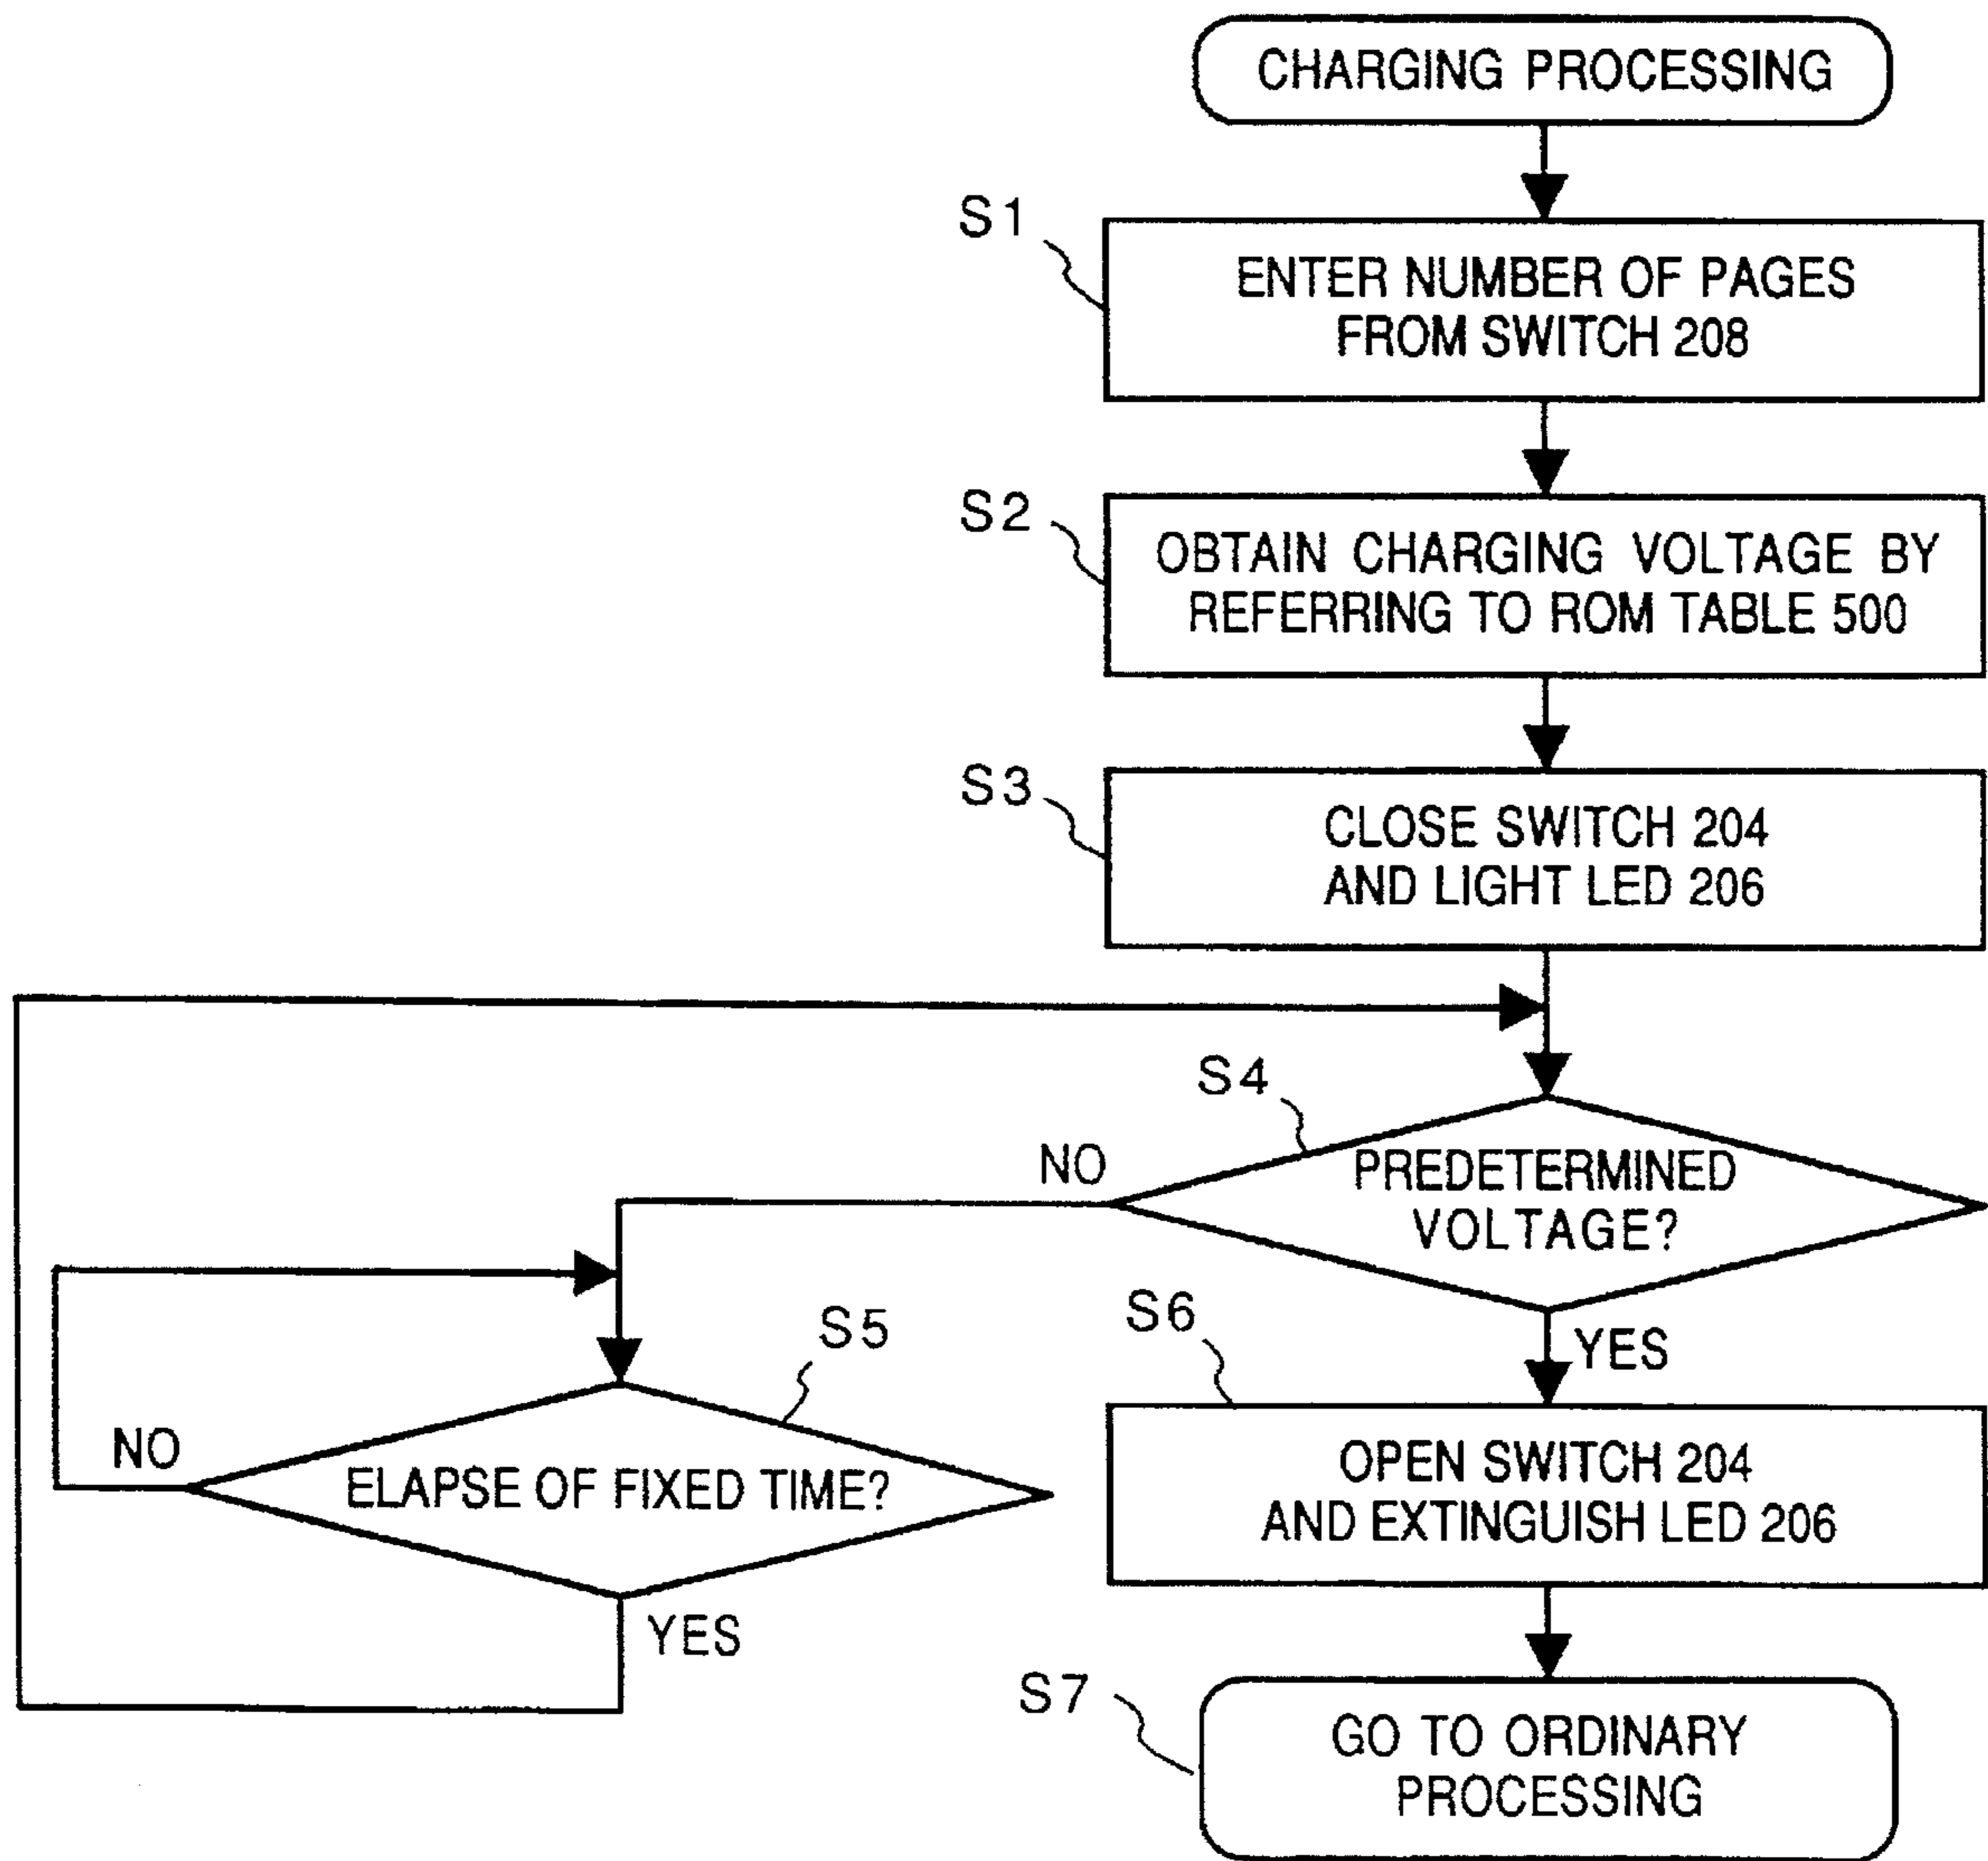 CHARGING PROCESSING
S1
ENTER NUMBER OF PAGES
FROM SWITCH 208
S2
OBTAIN CHARGING VOLTAGE BY
REFERRING TO ROM TABLE 500
S3
CLOSE SWITCH 204
AND LIGHT LED 206
S4
NO
PREDETERMINED
VOLTAGE?
YES
S5
NO
ELAPSE OF FIXED TIME?
YES
S6
OPEN SWITCH 204
AND EXTINGUISH LED 206
S7
GO TO ORDINARY
PROCESSING